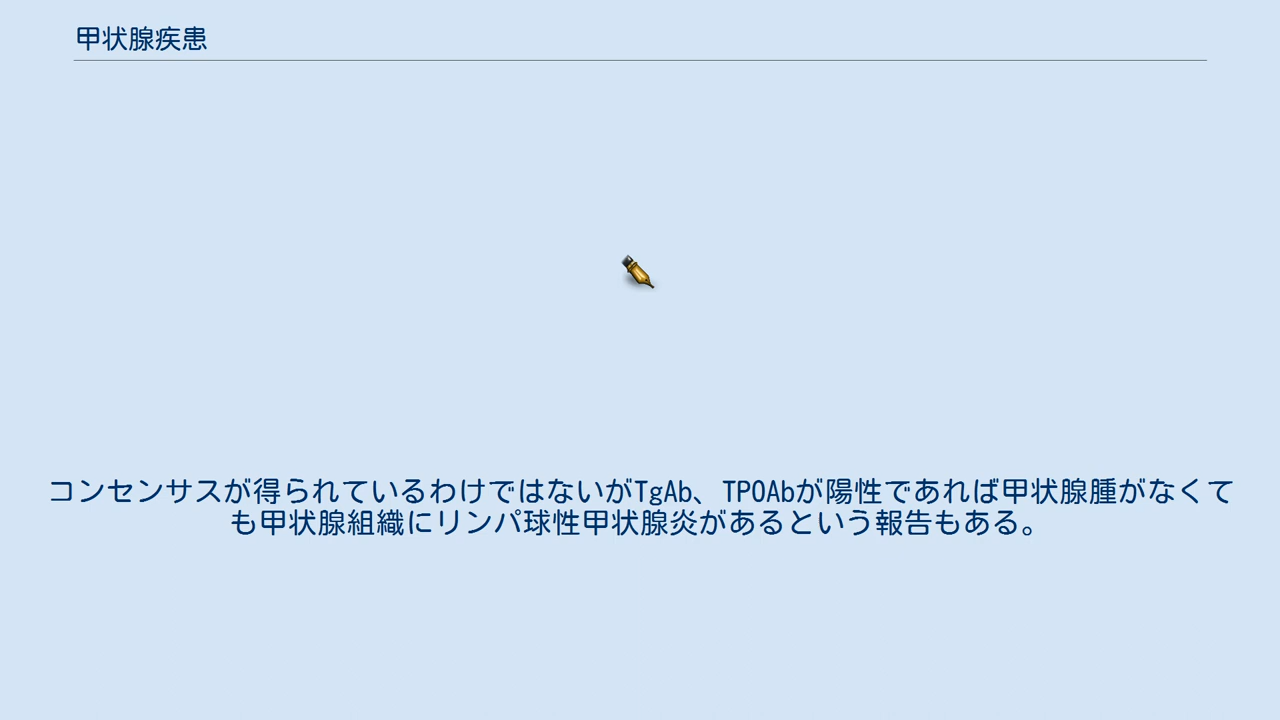 甲状腺疾患
コンセンサスが得られているわけではないがTgAb、TPOAbが陽性であれば甲状腺腫がなくて
も甲状腺組織にリンパ球性甲状腺炎があるという報告もある。